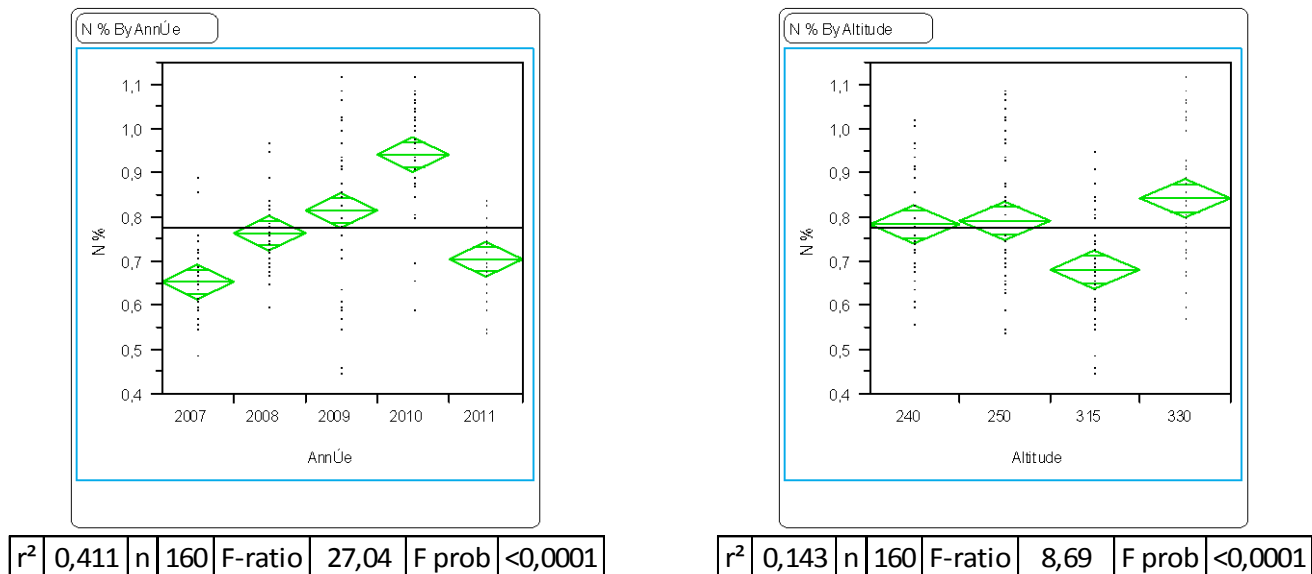 N % By AnnÚe
1,1
1,0
0,9
0,8
0,7
0,6
0,5
0,4
N %
2007 2008 2009 2010 2011
AnnÚe
r² 0,411 n 160 F-ratio 27,04 F prob <0,0001
N % By Altitude
1,1
1,0
0,9
0,8
0,7
0,6
0,5
0,4
N %
240 250 315 330
Altitude
r² 0,143 n 160 F-ratio 8,69 F prob <0,0001